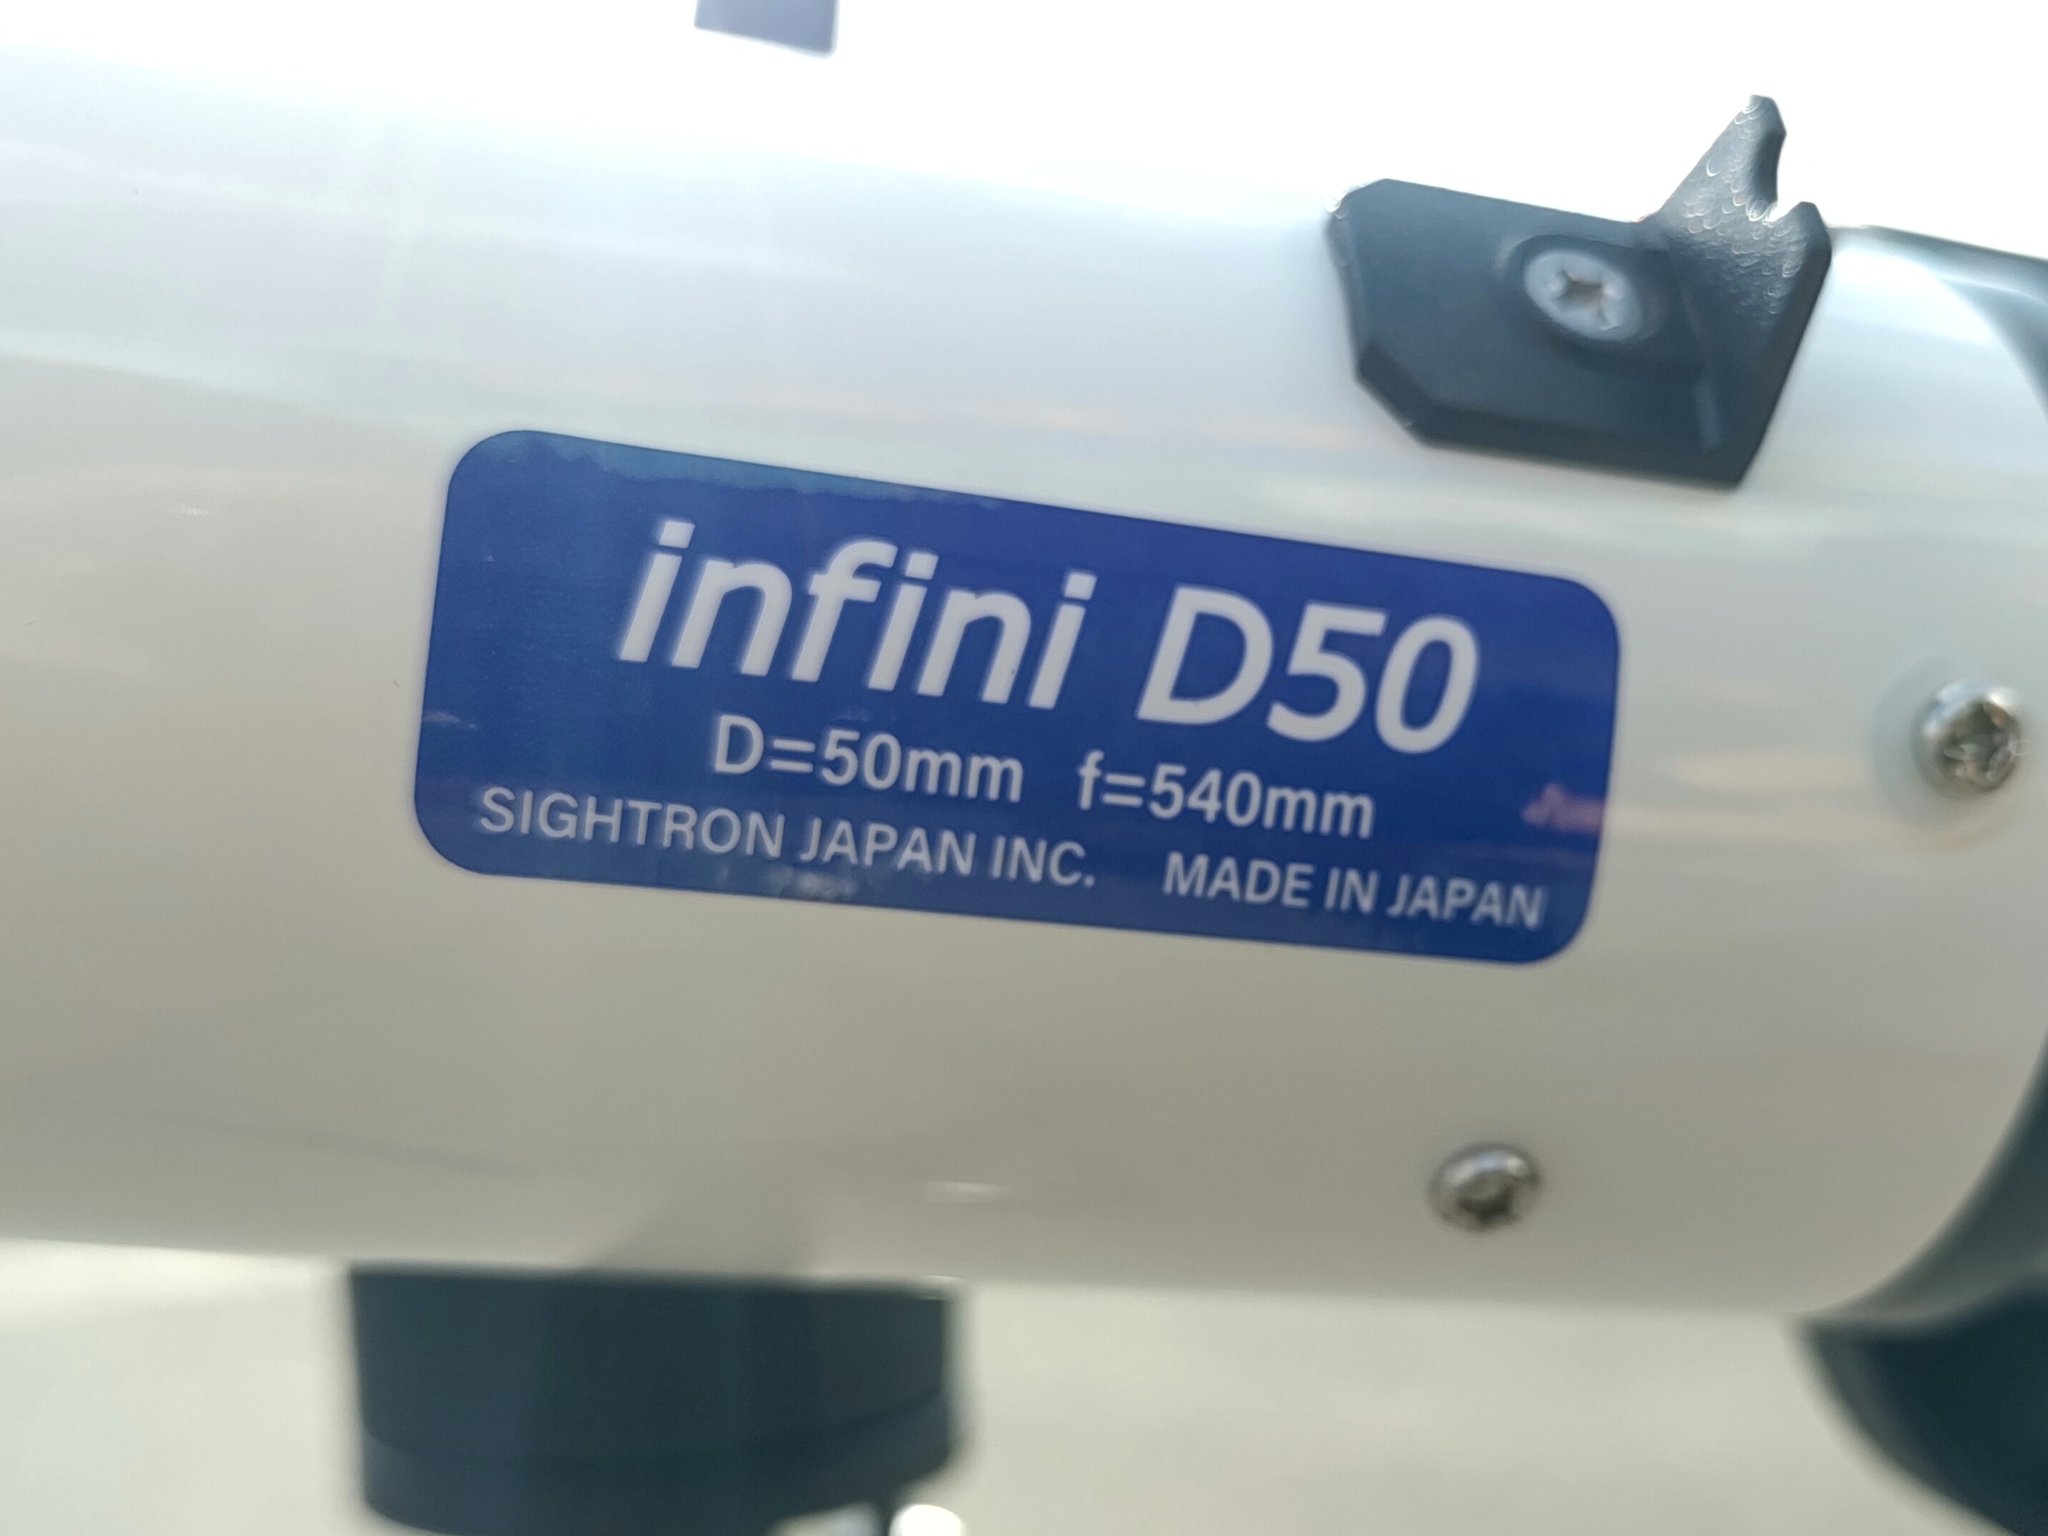 infini D50
D=50mm f=540mm
SIGHTRON JAPAN INC. MADE IN JAPAN